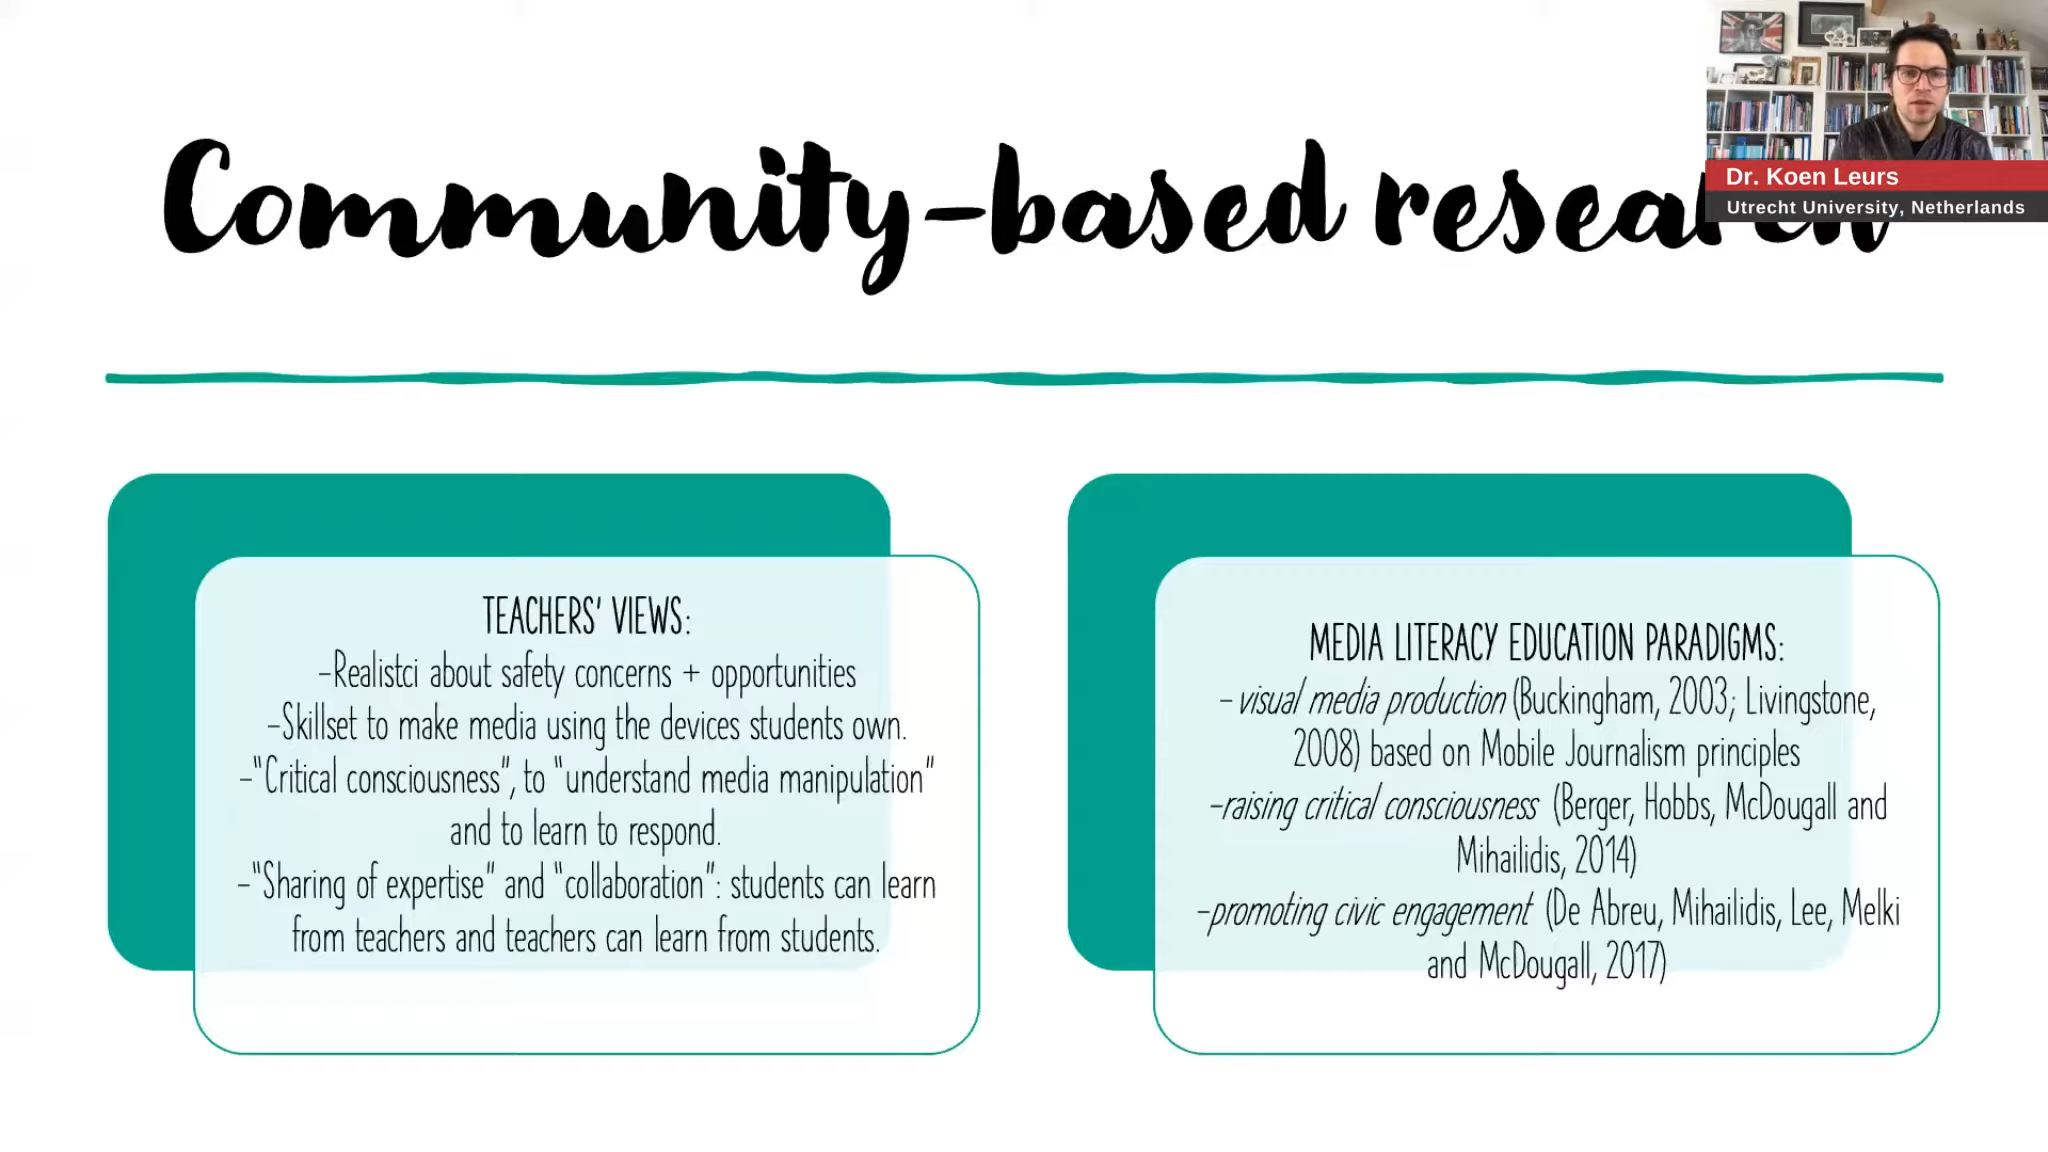 Community-based research
Dr. Koen Leurs
Utrecht University, Netherlands
TEACHERS' VIEWS:
-Realistci about safety concerns + opportunities
-Skillset to make media using the devices students own.
-"Critical consciousness", to "understand media manipulation"
and to learn to respond.
-"Sharing of expertise" and "collaboration": students can learn
from teachers and teachers can learn from students.
MEDIA LITERACY EDUCATION PARADIGMS:
- visual media production (Buckingham, 2003; Livingstone,
2008) based on Mobile Journalism principles
-raising critical consciousness (Berger, Hobbs, McDougall and
Mihailidis, 2014)
-promoting civic engagement (De Abreu, Mihailidis, Lee, Melki
and McDougall, 2017)